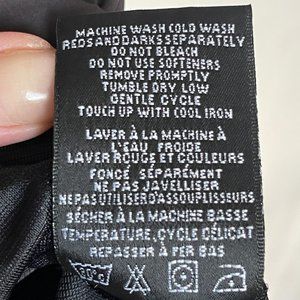 MACHINE WASH COLD WASH
REDS AND DARKS SEPARATELY
DO NOT BLEACH
DO NOT USE SOFTENERS
REMOVE PROMPTLY
TUMBLE DRY LOW
GENTLE CYCLE
TOUCH UP WITH COOL IRON
LAVER À LA MACHINE À
L'EAU FROIDE
LAVER ROUGE ET COULEURS
FONCÉ SÉPARÉMENT
NE PAS JAVELLISER
NE PAS UTILISER D'ASSOUPLISSEURS
SÉCHER À LA MACHINE BASSE
TEMPÉRATURE, CYCLE DÉLICAT
REPASSER À FER BAS
30°C